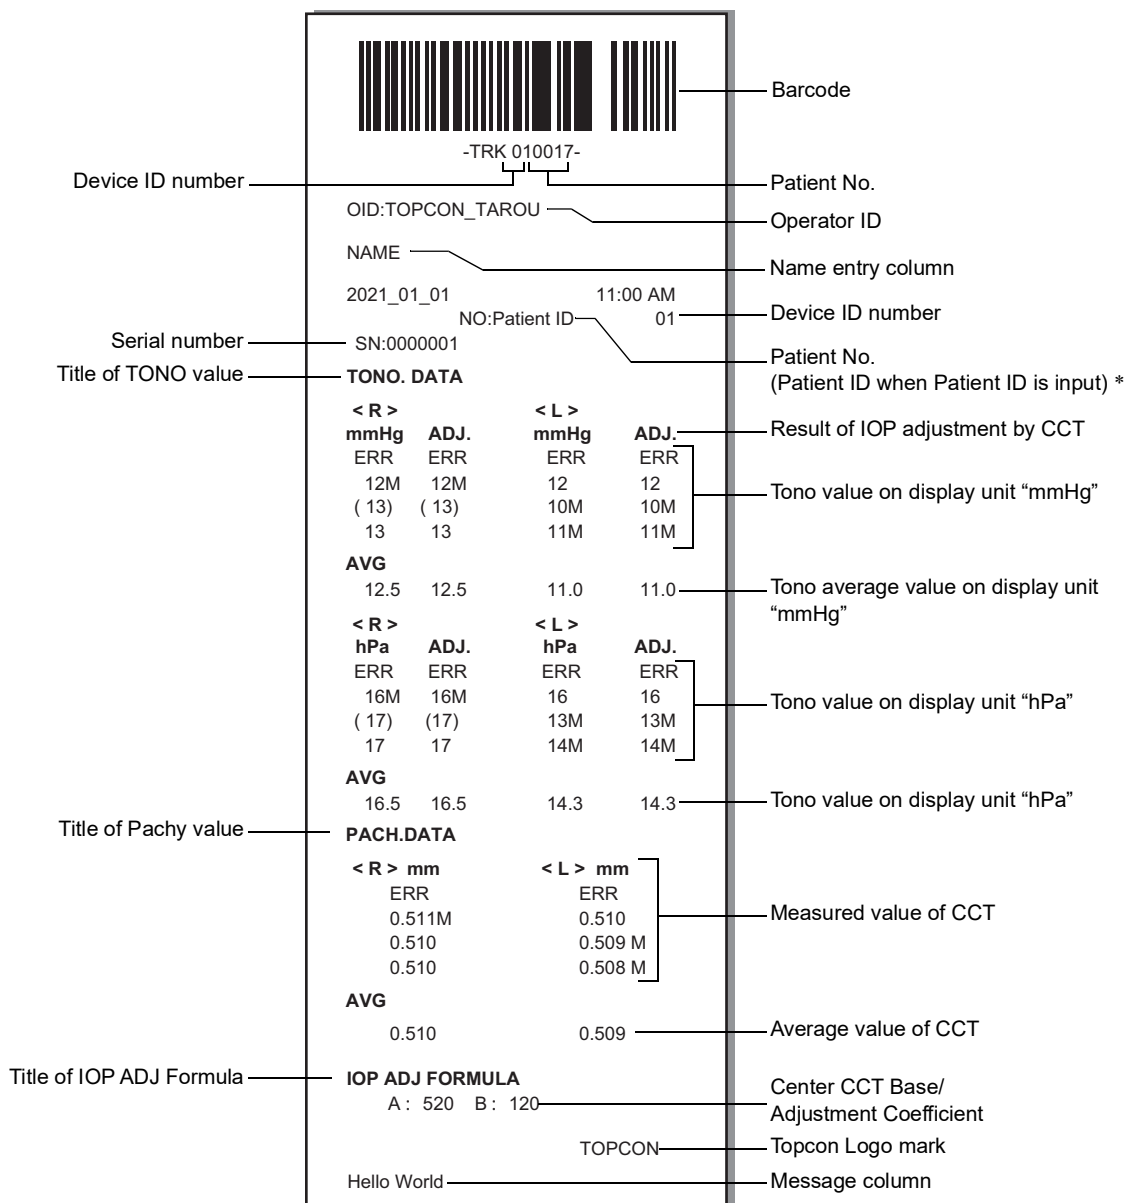 Barcode
-TRK 010017-
Device ID number
Patient No.
OID:TOPCON_TAROU
Operator ID
NAME
Name entry column
2021_01_01 11:00 AM
NO:Patient ID 01
Device ID number
Serial number
SN:0000001
Patient No.
(Patient ID when Patient ID is input) *
Title of TONO value
TONO. DATA
< R > < L >
mmHg ADJ. mmHg ADJ.
Result of IOP adjustment by CCT
ERR ERR ERR ERR
12M 12M 12 12
Tono value on display unit “mmHg”
( 13) ( 13) 10M 10M
13 13 11M 11M
AVG
12.5 12.5 11.0 11.0
Tono average value on display unit
“mmHg”
< R > < L >
hPa ADJ. hPa ADJ.
ERR ERR ERR ERR
16M 16M 16 16
Tono value on display unit “hPa”
( 17) (17) 13M 13M
17 17 14M 14M
AVG
16.5 16.5 14.3 14.3
Tono value on display unit “hPa”
Title of Pachy value
PACH.DATA
< R > mm < L > mm
ERR ERR
0.511M 0.510
Measured value of CCT
0.510 0.509 M
0.510 0.508 M
AVG
0.510 0.509
Average value of CCT
Title of IOP ADJ Formula
IOP ADJ FORMULA
A : 520 B : 120
Center CCT Base/
Adjustment Coefficient
TOPCON
Topcon Logo mark
Hello World
Message column